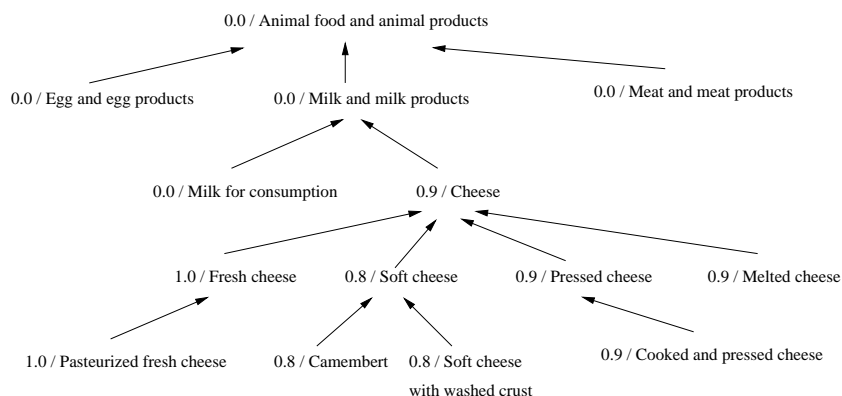 0.0 / Animal food and animal products
0.0 / Egg and egg products
0.0 / Milk and milk products
0.0 / Meat and meat products
0.0 / Milk for consumption
0.9 / Cheese
1.0 / Fresh cheese
0.8 / Soft cheese
0.9 / Pressed cheese
0.9 / Melted cheese
1.0 / Pasteurized fresh cheese
0.8 / Camembert
0.8 / Soft cheese
with washed crust
0.9 / Cooked and pressed cheese